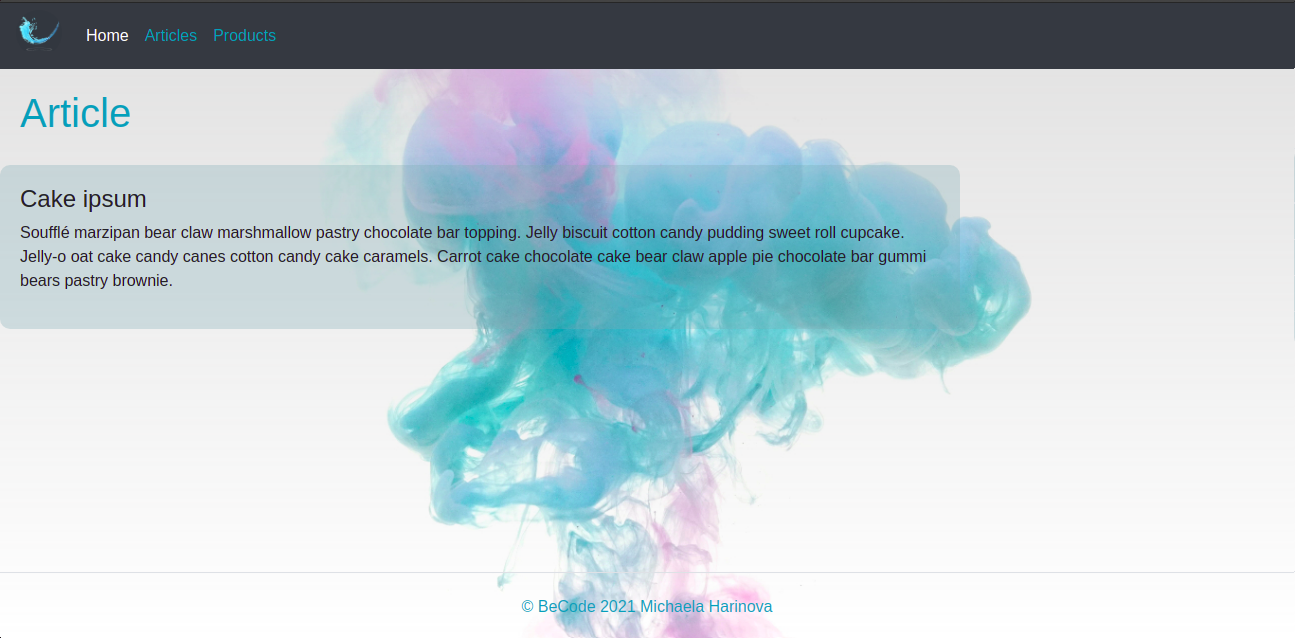 Home Articles Products
Article
Cake ipsum
Soufflé marzipan bear claw marshmallow pastry chocolate bar topping. Jelly biscuit cotton candy pudding sweet roll cupcake.
Jelly-o oat cake candy canes cotton candy cake caramels. Carrot cake chocolate cake bear claw apple pie chocolate bar gummi
bears pastry brownie.
© BeCode 2021 Michaela Harinova